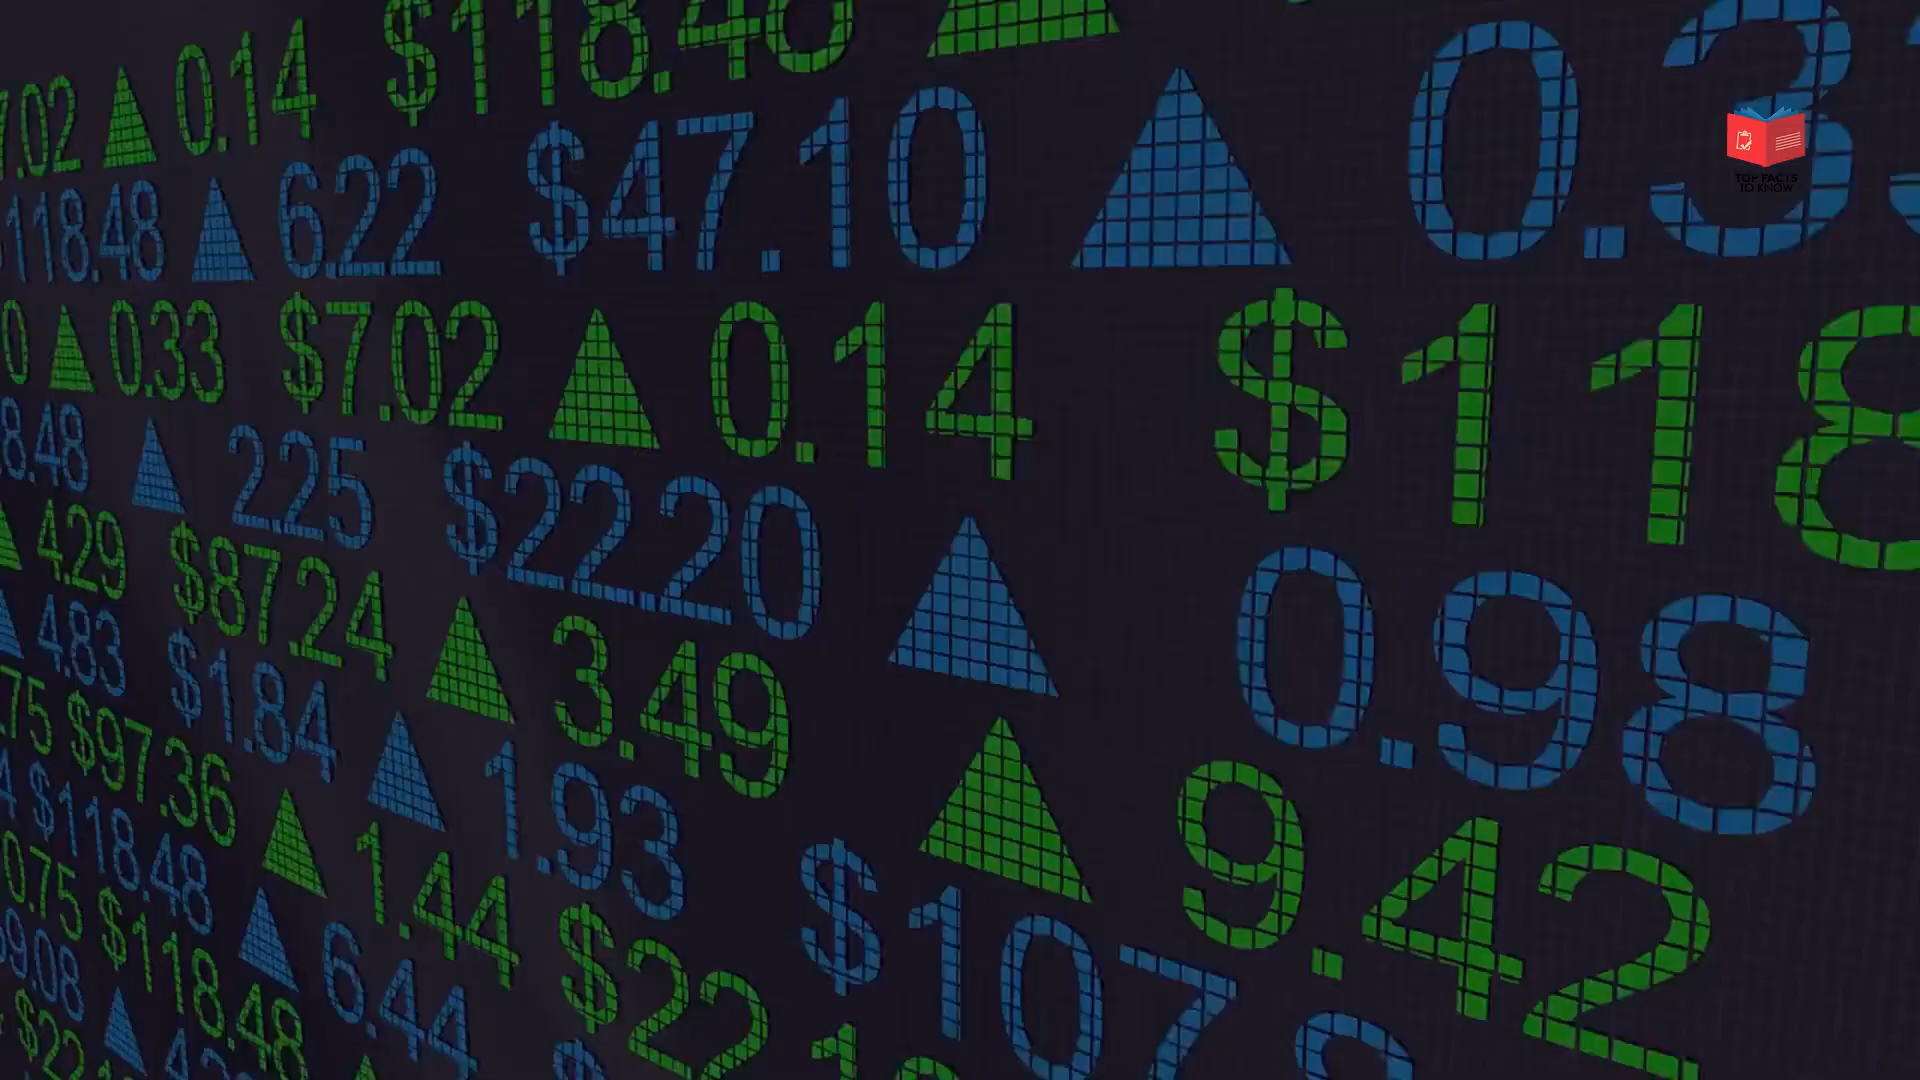 7.02 ▲ 0.14 $118.48 ▲
$118.48 ▲ 6.22 $47.10 ▲ 0.33
0 ▲ 0.33 $7.02 ▲ 0.14 $118
8.48 ▲ 2.25 $22.20 ▲ 0.98
▲ 4.29 $87.24 ▲ 3.49 ▲ 9.42
▲ 4.83 $1.84 ▲ 1.93 $107
.75 $97.36 ▲ 1.44 $22
$118.48 ▲ 6.44
0.75 $118.48
9.08 ▲
TOP FACTS
TO KNOW